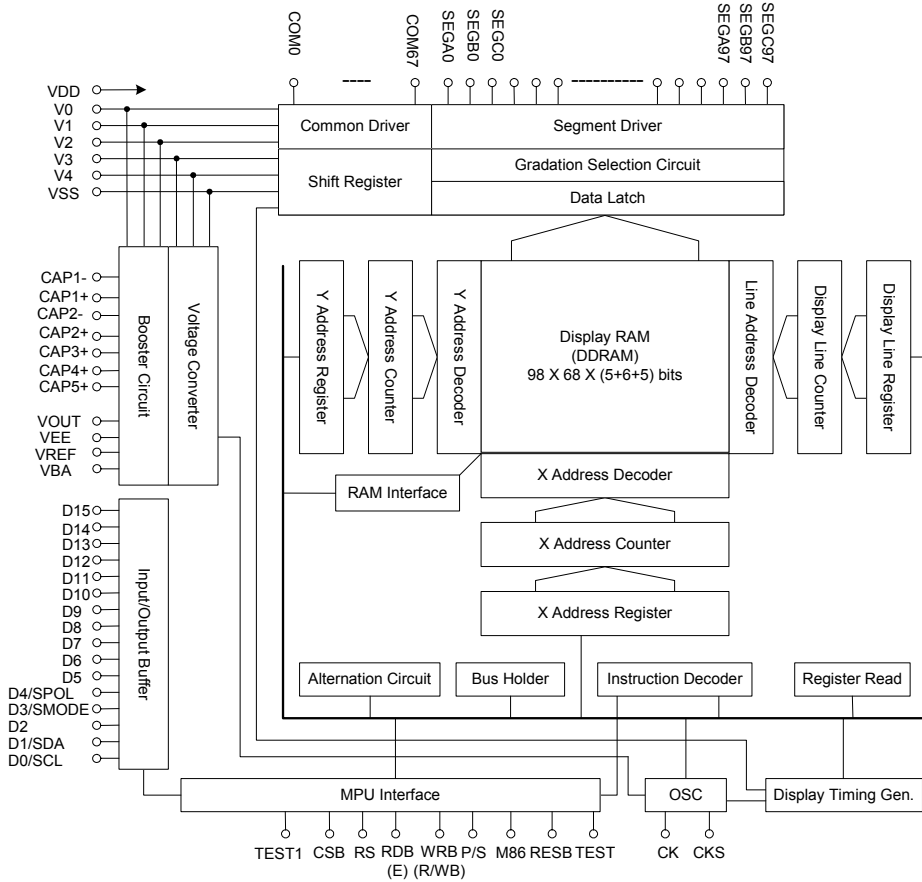 COM0
COM67
SEGA0
SEGB0
SEGC0
SEGA97
SEGB97
SEGC97
VDD
V0
V1
V2
V3
V4
VSS
Common Driver
Segment Driver
Shift Register
Gradation Selection Circuit
Data Latch
CAP1-
CAP1+
CAP2-
CAP2+
CAP3+
CAP4+
CAP5+
VOUT
VEE
VREF
VBA
Booster Circuit
Voltage Converter
Y Address Register
Y Address Counter
Y Address Decoder
Display RAM
(DDRAM)
98 X 68 X (5+6+5) bits
Line Address Decoder
Display Line Counter
Display Line Register
RAM Interface
X Address Decoder
X Address Counter
X Address Register
D15
D14
D13
D12
D11
D10
D9
D8
D7
D6
D5
D4/SPOL
D3/SMODE
D2
D1/SDA
D0/SCL
Input/Output Buffer
Alternation Circuit
Bus Holder
Instruction Decoder
Register Read
MPU Interface
OSC
Display Timing Gen.
TEST1
CSB
RS
RDB
(E)
WRB
(R/WB)
P/S
M86
RESB
TEST
CK
CKS